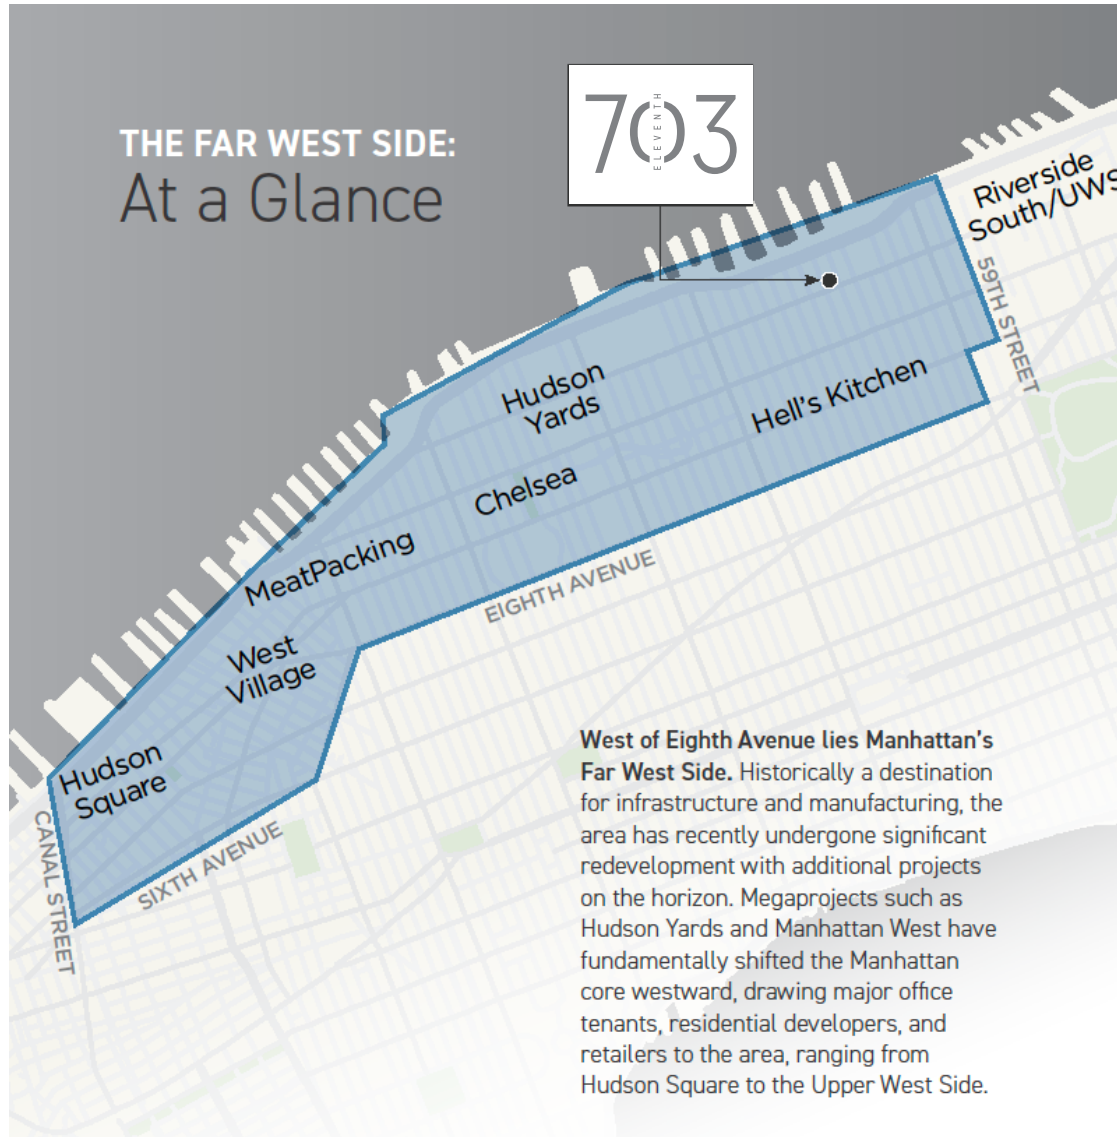 THE FAR WEST SIDE:
At a Glance
703
ELEVENTH
Riverside
South/UWS
59TH STREET
Hudson
Yards
Hell's Kitchen
Chelsea
MeatPacking
EIGHTH AVENUE
West
Village
Hudson
Square
SIXTH AVENUE
CANAL STREET
West of Eighth Avenue lies Manhattan's
Far West Side. Historically a destination
for infrastructure and manufacturing, the
area has recently undergone significant
redevelopment with additional projects
on the horizon. Megaprojects such as
Hudson Yards and Manhattan West have
fundamentally shifted the Manhattan
core westward, drawing major office
tenants, residential developers, and
retailers to the area, ranging from
Hudson Square to the Upper West Side.